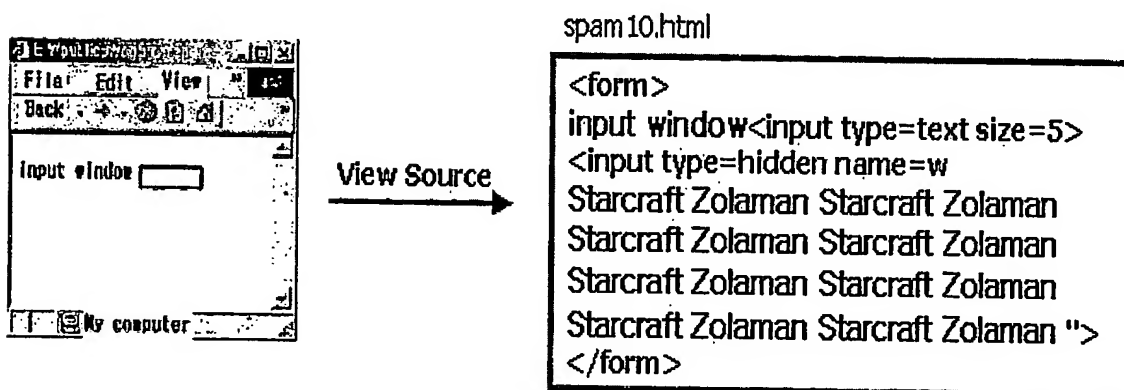 spam10.html
File Edit View
Back
input window
My computer
View Source
<form>
input window<input type=text size=5>
<input type=hidden name=w
Starcraft Zolaman Starcraft Zolaman
Starcraft Zolaman Starcraft Zolaman
Starcraft Zolaman Starcraft Zolaman
Starcraft Zolaman Starcraft Zolaman ">
</form>